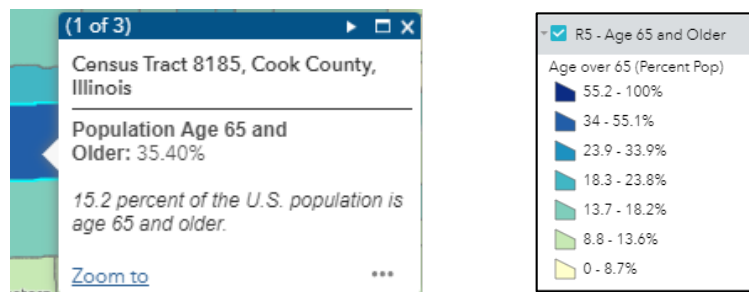 (1 of 3)
Census Tract 8185, Cook County,
Illinois
Population Age 65 and
Older: 35.40%
15.2 percent of the U.S. population is
age 65 and older.
Zoom to
R5 - Age 65 and Older
Age over 65 (Percent Pop)
55.2 - 100%
34 - 55.1%
23.9 - 33.9%
18.3 - 23.8%
13.7 - 18.2%
8.8 - 13.6%
0 - 8.7%